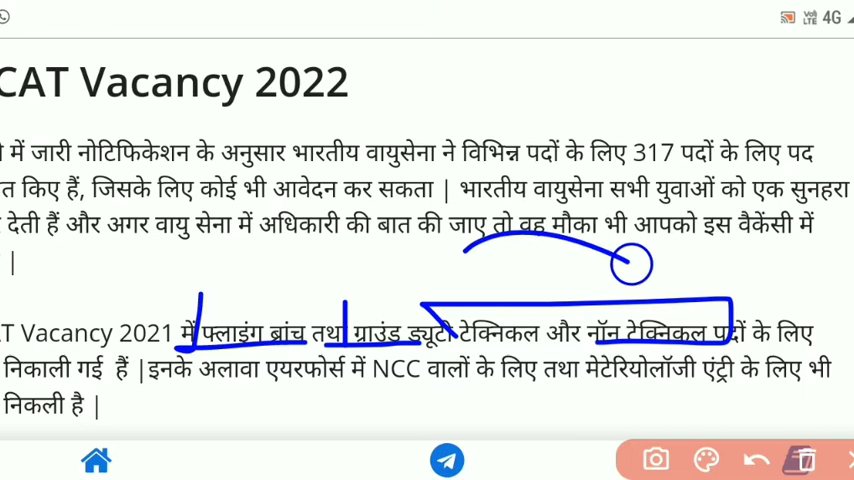 4G
CAT Vacancy 2022
में जारी नोटिफिकेशन के अनुसार भारतीय वायुसेना ने विभिन्न पदों के लिए 317 पदों के लिए पद
त किए हैं, जिसके लिए कोई भी आवेदन कर सकता | भारतीय वायुसेना सभी युवाओं को एक सुनहरा
देती हैं और अगर वायु सेना में अधिकारी की बात की जाए तो वह मौका भी आपको इस वैकेंसी में
|
T Vacancy 2021 में फ्लाइंग ब्रांच तथा ग्राउंड ड्यूटी टेक्निकल और नॉन टेक्निकल पदों के लिए
निकाली गई हैं |इनके अलावा एयरफोर्स में NCC वालों के लिए तथा मेटेरियोलॉजी एंट्री के लिए भी
निकली है |